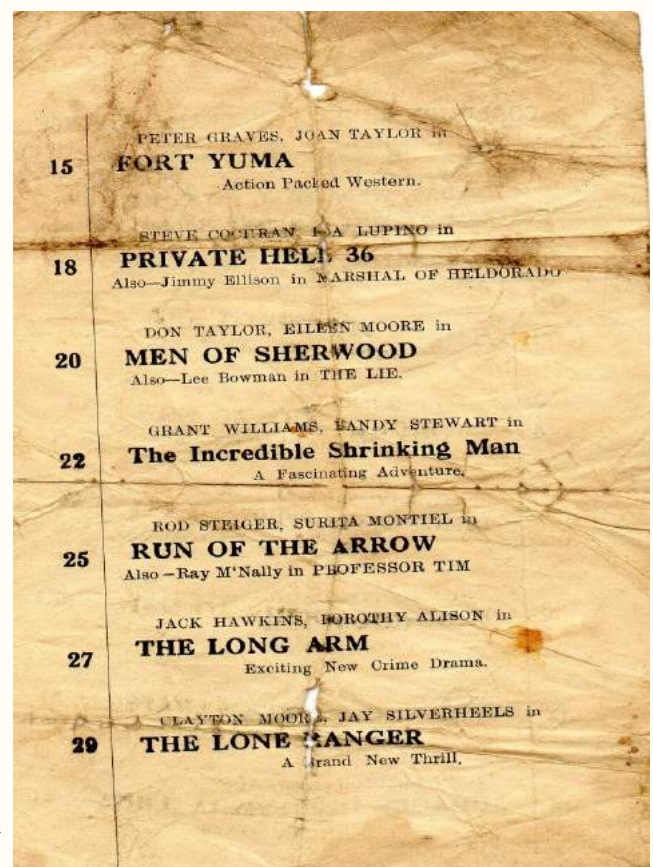 PETER GRAVES, JOAN TAYLOR in
15 FORT YUMA
Action Packed Western.
STEVE COCHRAN, IDA LUPINO in
18 PRIVATE HELL 36
Also—Jimmy Ellison in MARSHAL OF HELDORADO
DON TAYLOR, EILEEN MOORE in
20 MEN OF SHERWOOD
Also—Lee Bowman in THE LIE.
GRANT WILLIAMS, RANDY STEWART in
22 The Incredible Shrinking Man
A Fascinating Adventure.
ROD STEIGER, SURITA MONTIEL in
25 RUN OF THE ARROW
Also—Ray M'Nally in PROFESSOR TIM
JACK HAWKINS, DOROTHY ALISON in
27 THE LONG ARM
Exciting New Crime Drama.
CLAYTON MOORE, JAY SILVERHEELS in
29 THE LONE RANGER
A Grand New Thrill.